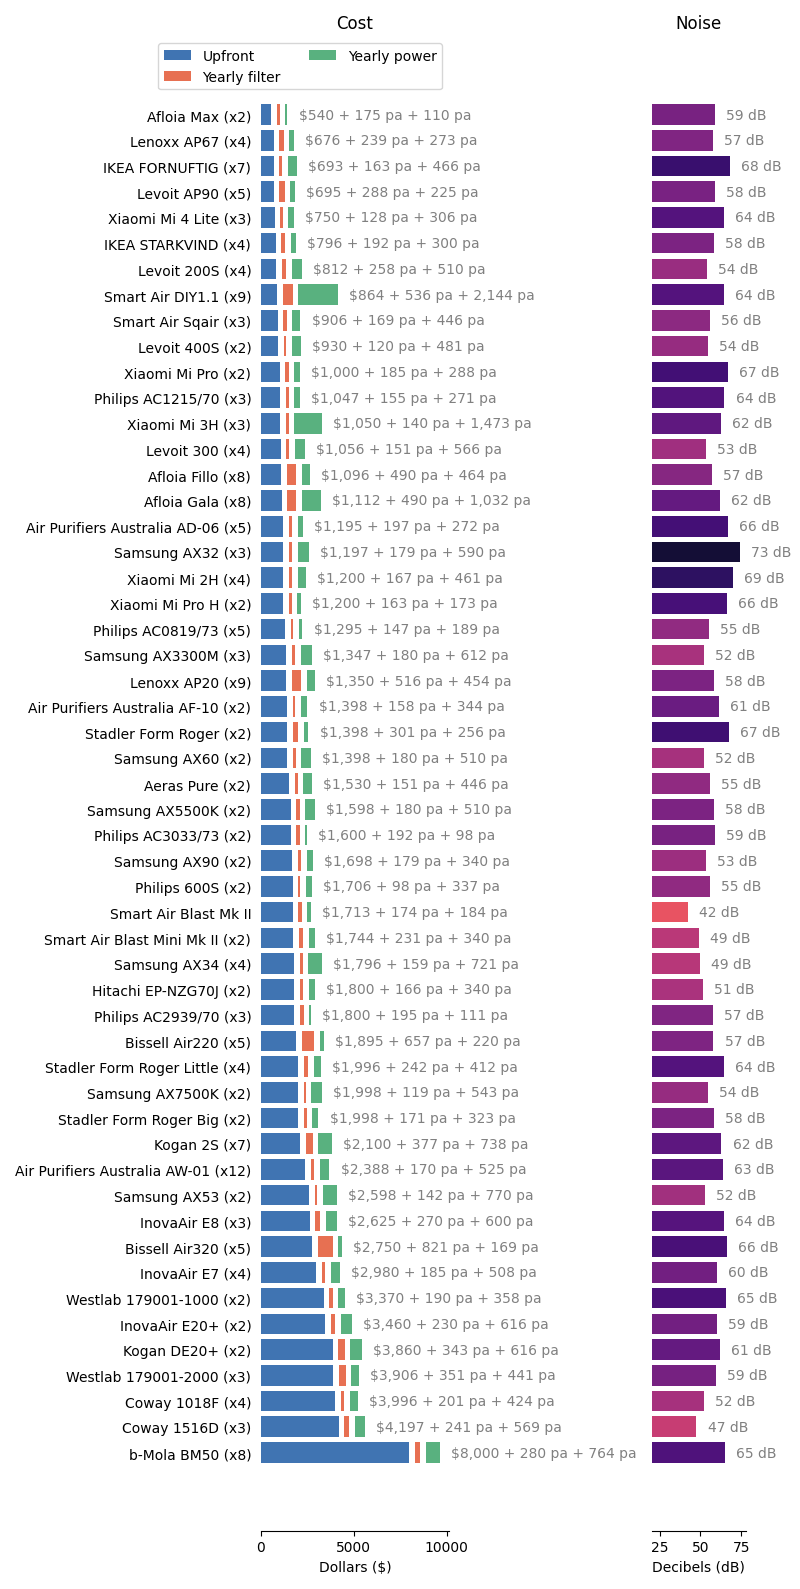 Cost Noise
Upfront Yearly power
Yearly filter
Afloia Max (x2) $540 + 175 pa + 110 pa 59 dB
Lenoxx AP67 (x4) $676 + 239 pa + 273 pa 57 dB
IKEA FORNUFTIG (x7) $693 + 163 pa + 466 pa 68 dB
Levoit AP90 (x5) $695 + 288 pa + 225 pa 58 dB
Xiaomi Mi 4 Lite (x3) $750 + 128 pa + 306 pa 64 dB
IKEA STARKVIND (x4) $796 + 192 pa + 300 pa 58 dB
Levoit 200S (x4) $812 + 258 pa + 510 pa 54 dB
Smart Air DIY1.1 (x9) $864 + 536 pa + 2,144 pa 64 dB
Smart Air Sqair (x3) $906 + 169 pa + 446 pa 56 dB
Levoit 400S (x2) $930 + 120 pa + 481 pa 54 dB
Xiaomi Mi Pro (x2) $1,000 + 185 pa + 288 pa 67 dB
Philips AC1215/70 (x3) $1,047 + 155 pa + 271 pa 64 dB
Xiaomi Mi 3H (x3) $1,050 + 140 pa + 1,473 pa 62 dB
Levoit 300 (x4) $1,056 + 151 pa + 566 pa 53 dB
Afloia Fillo (x8) $1,096 + 490 pa + 464 pa 57 dB
Afloia Gala (x8) $1,112 + 490 pa + 1,032 pa 62 dB
Air Purifiers Australia AD-06 (x5) $1,195 + 197 pa + 272 pa 66 dB
Samsung AX32 (x3) $1,197 + 179 pa + 590 pa 73 dB
Xiaomi Mi 2H (x4) $1,200 + 167 pa + 461 pa 69 dB
Xiaomi Mi Pro H (x2) $1,200 + 163 pa + 173 pa 66 dB
Philips AC0819/73 (x5) $1,295 + 147 pa + 189 pa 55 dB
Samsung AX3300M (x3) $1,347 + 180 pa + 612 pa 52 dB
Lenoxx AP20 (x9) $1,350 + 516 pa + 454 pa 58 dB
Air Purifiers Australia AF-10 (x2) $1,398 + 158 pa + 344 pa 61 dB
Stadler Form Roger (x2) $1,398 + 301 pa + 256 pa 67 dB
Samsung AX60 (x2) $1,398 + 180 pa + 510 pa 52 dB
Aeras Pure (x2) $1,530 + 151 pa + 446 pa 55 dB
Samsung AX5500K (x2) $1,598 + 180 pa + 510 pa 58 dB
Philips AC3033/73 (x2) $1,600 + 192 pa + 98 pa 59 dB
Samsung AX90 (x2) $1,698 + 179 pa + 340 pa 53 dB
Philips 600S (x2) $1,706 + 98 pa + 337 pa 55 dB
Smart Air Blast Mk II $1,713 + 174 pa + 184 pa 42 dB
Smart Air Blast Mini Mk II (x2) $1,744 + 231 pa + 340 pa 49 dB
Samsung AX34 (x4) $1,796 + 159 pa + 721 pa 49 dB
Hitachi EP-NZG70J (x2) $1,800 + 166 pa + 340 pa 51 dB
Philips AC2939/70 (x3) $1,800 + 195 pa + 111 pa 57 dB
Bissell Air220 (x5) $1,895 + 657 pa + 220 pa 57 dB
Stadler Form Roger Little (x4) $1,996 + 242 pa + 412 pa 64 dB
Samsung AX7500K (x2) $1,998 + 119 pa + 543 pa 54 dB
Stadler Form Roger Big (x2) $1,998 + 171 pa + 323 pa 58 dB
Kogan 2S (x7) $2,100 + 377 pa + 738 pa 62 dB
Air Purifiers Australia AW-01 (x12) $2,388 + 170 pa + 525 pa 63 dB
Samsung AX53 (x2) $2,598 + 142 pa + 770 pa 52 dB
InovaAir E8 (x3) $2,625 + 270 pa + 600 pa 64 dB
Bissell Air320 (x5) $2,750 + 821 pa + 169 pa 66 dB
InovaAir E7 (x4) $2,980 + 185 pa + 508 pa 60 dB
Westlab 179001-1000 (x2) $3,370 + 190 pa + 358 pa 65 dB
InovaAir E20+ (x2) $3,460 + 230 pa + 616 pa 59 dB
Kogan DE20+ (x2) $3,860 + 343 pa + 616 pa 61 dB
Westlab 179001-2000 (x3) $3,906 + 351 pa + 441 pa 59 dB
Coway 1018F (x4) $3,996 + 201 pa + 424 pa 52 dB
Coway 1516D (x3) $4,197 + 241 pa + 569 pa 47 dB
b-Mola BM50 (x8) $8,000 + 280 pa + 764 pa 65 dB
0 5000 10000 25 50 75
Dollars ($) Decibels (dB)